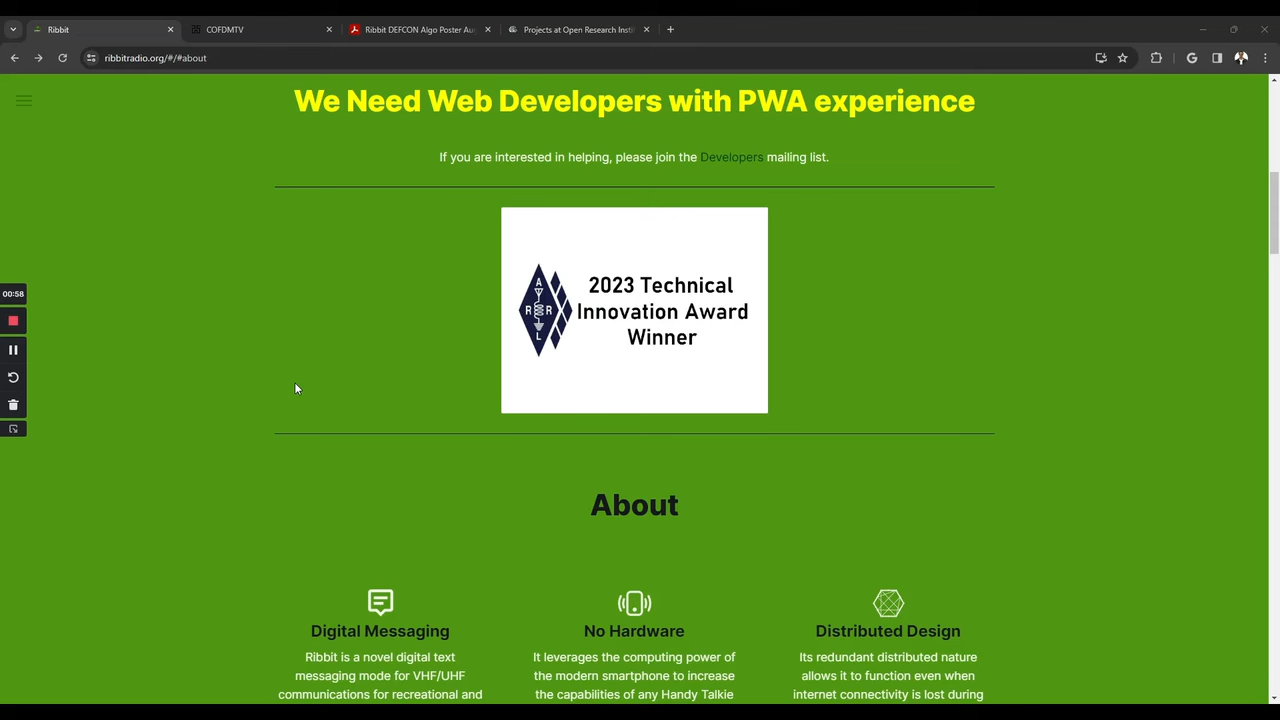 Ribbit
COFDMTV
Ribbit DEFCON Algo Poster Au
Projects at Open Research Insti
ribbitradio.org/#/#about
We Need Web Developers with PWA experience
If you are interested in helping, please join the Developers mailing list.
A
R R
L
2023 Technical
Innovation Award
Winner
00:58
About
Digital Messaging
No Hardware
Distributed Design
Ribbit is a novel digital text
messaging mode for VHF/UHF
communications for recreational and
It leverages the computing power of
the modern smartphone to increase
the capabilities of any Handy Talkie
Its redundant distributed nature
allows it to function even when
internet connectivity is lost during